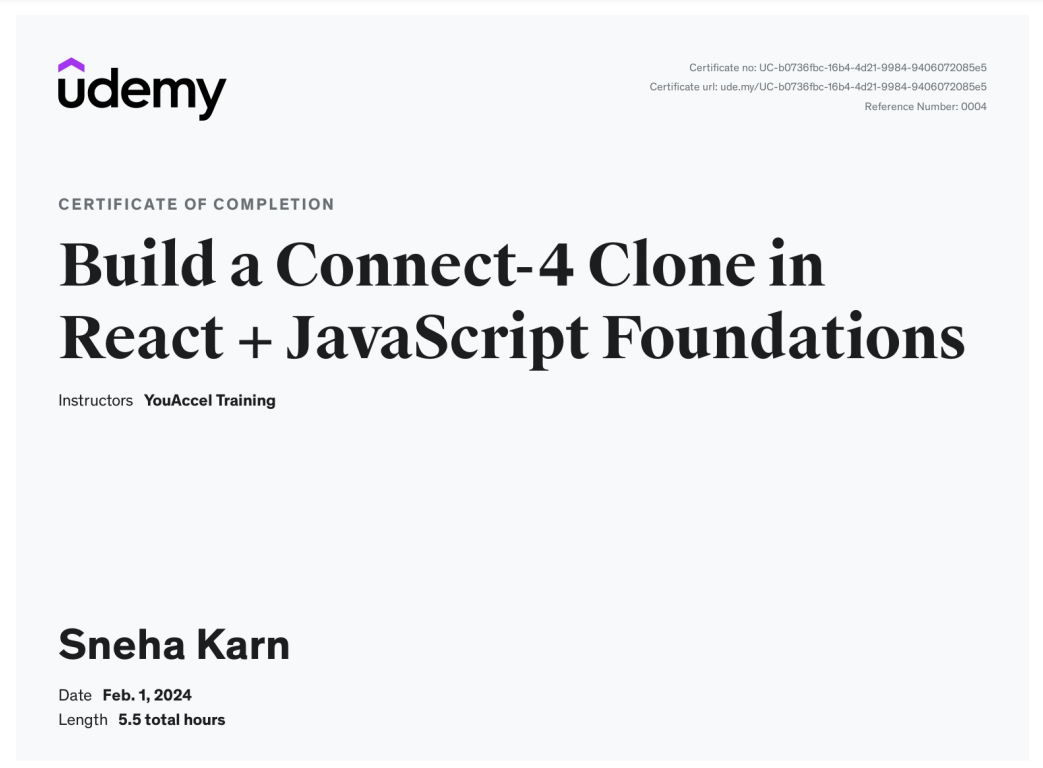 udemy
Certificate no: UC-b0736fbc-16b4-4d21-9984-9406072085e5
Certificate url: ude.my/UC-b0736fbc-16b4-4d21-9984-9406072085e5
Reference Number: 0004
CERTIFICATE OF COMPLETION
Build a Connect-4 Clone in
React + JavaScript Foundations
Instructors YouAccel Training
Sneha Karn
Date Feb. 1, 2024
Length 5.5 total hours